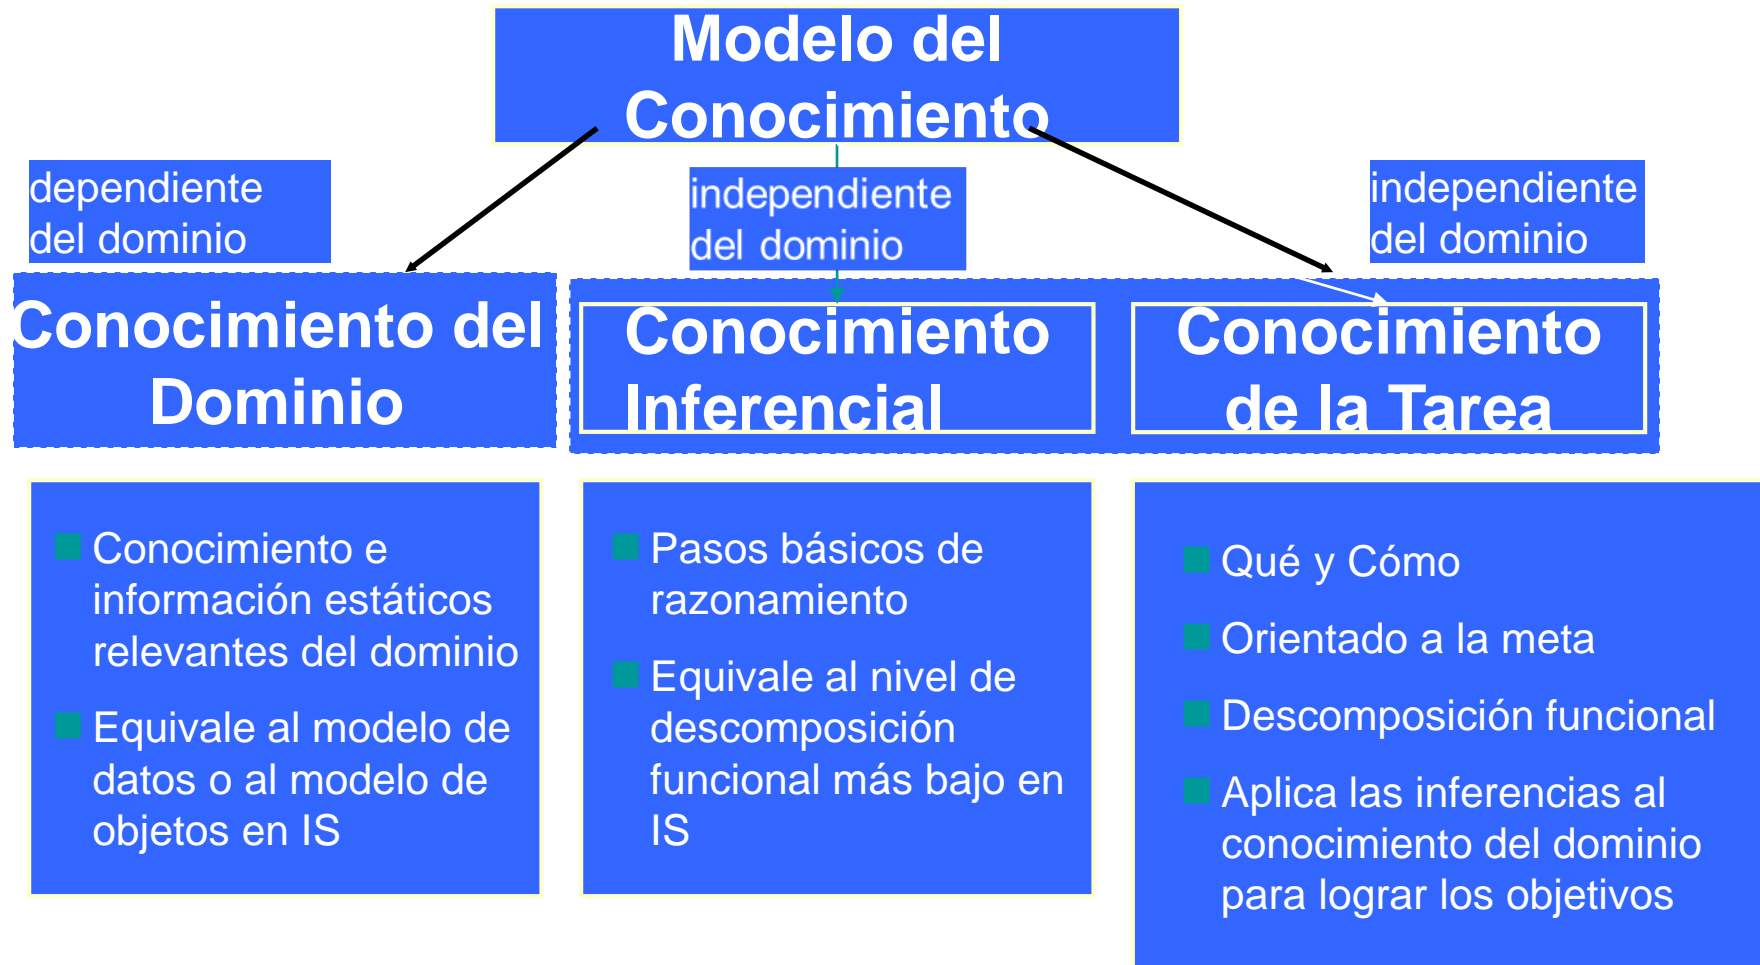 Modelo del
Conocimiento
dependiente
del dominio
independiente
del dominio
independiente
del dominio
Conocimiento del
Dominio
Conocimiento
Inferencial
Conocimiento
de la Tarea
Conocimiento e
información estáticos
relevantes del dominio
Equivale al modelo de
datos o al modelo de
objetos en IS
Pasos básicos de
razonamiento
Equivale al nivel de
descomposición
funcional más bajo en
IS
Qué y Cómo
Orientado a la meta
Descomposición funcional
Aplica las inferencias al
conocimiento del dominio
para lograr los objetivos